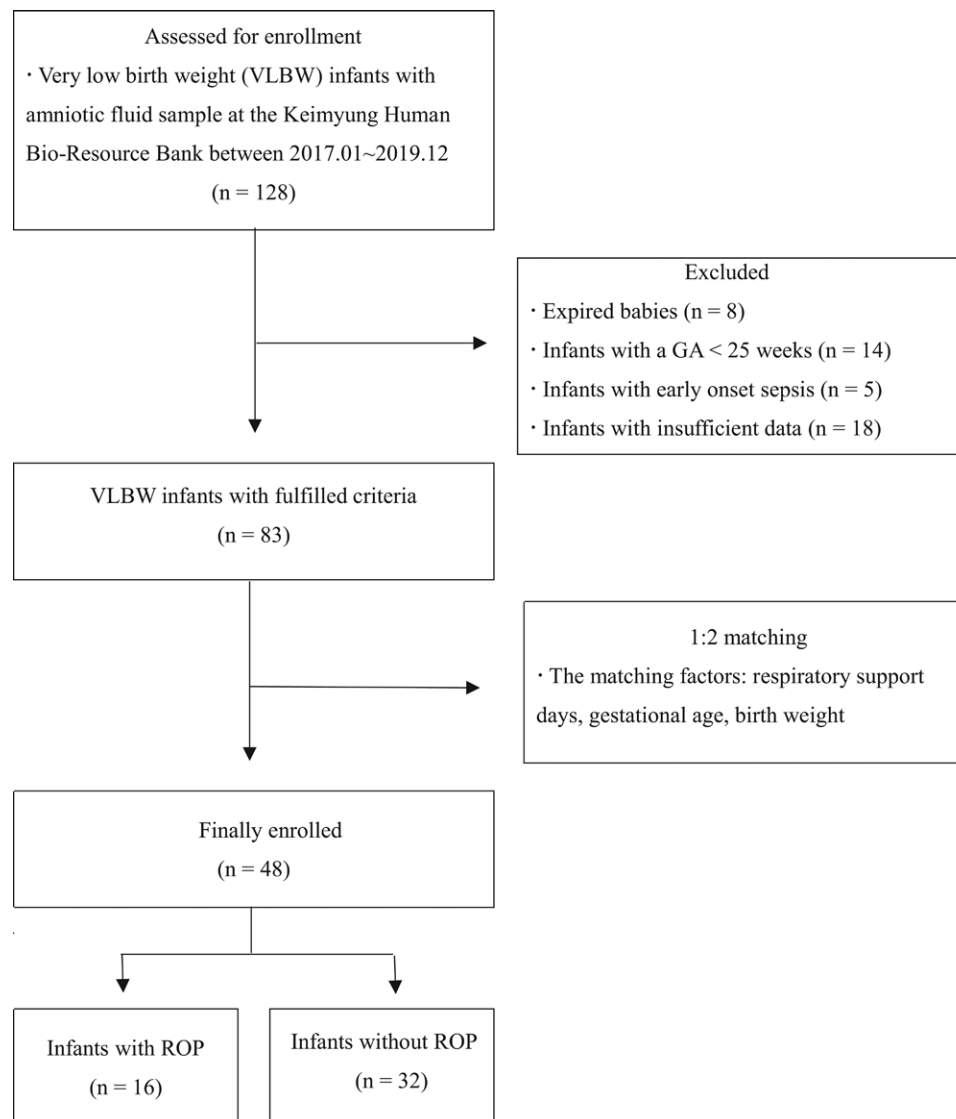 Assessed for enrollment
· Very low birth weight (VLBW) infants with
amniotic fluid sample at the Keimyung Human
Bio-Resource Bank between 2017.01~2019.12
(n = 128)
Excluded
· Expired babies (n = 8)
· Infants with a GA < 25 weeks (n = 14)
· Infants with early onset sepsis (n = 5)
· Infants with insufficient data (n = 18)
VLBW infants with fulfilled criteria
(n = 83)
1:2 matching
· The matching factors: respiratory support
days, gestational age, birth weight
Finally enrolled
(n = 48)
Infants with ROP
(n = 16)
Infants without ROP
(n = 32)